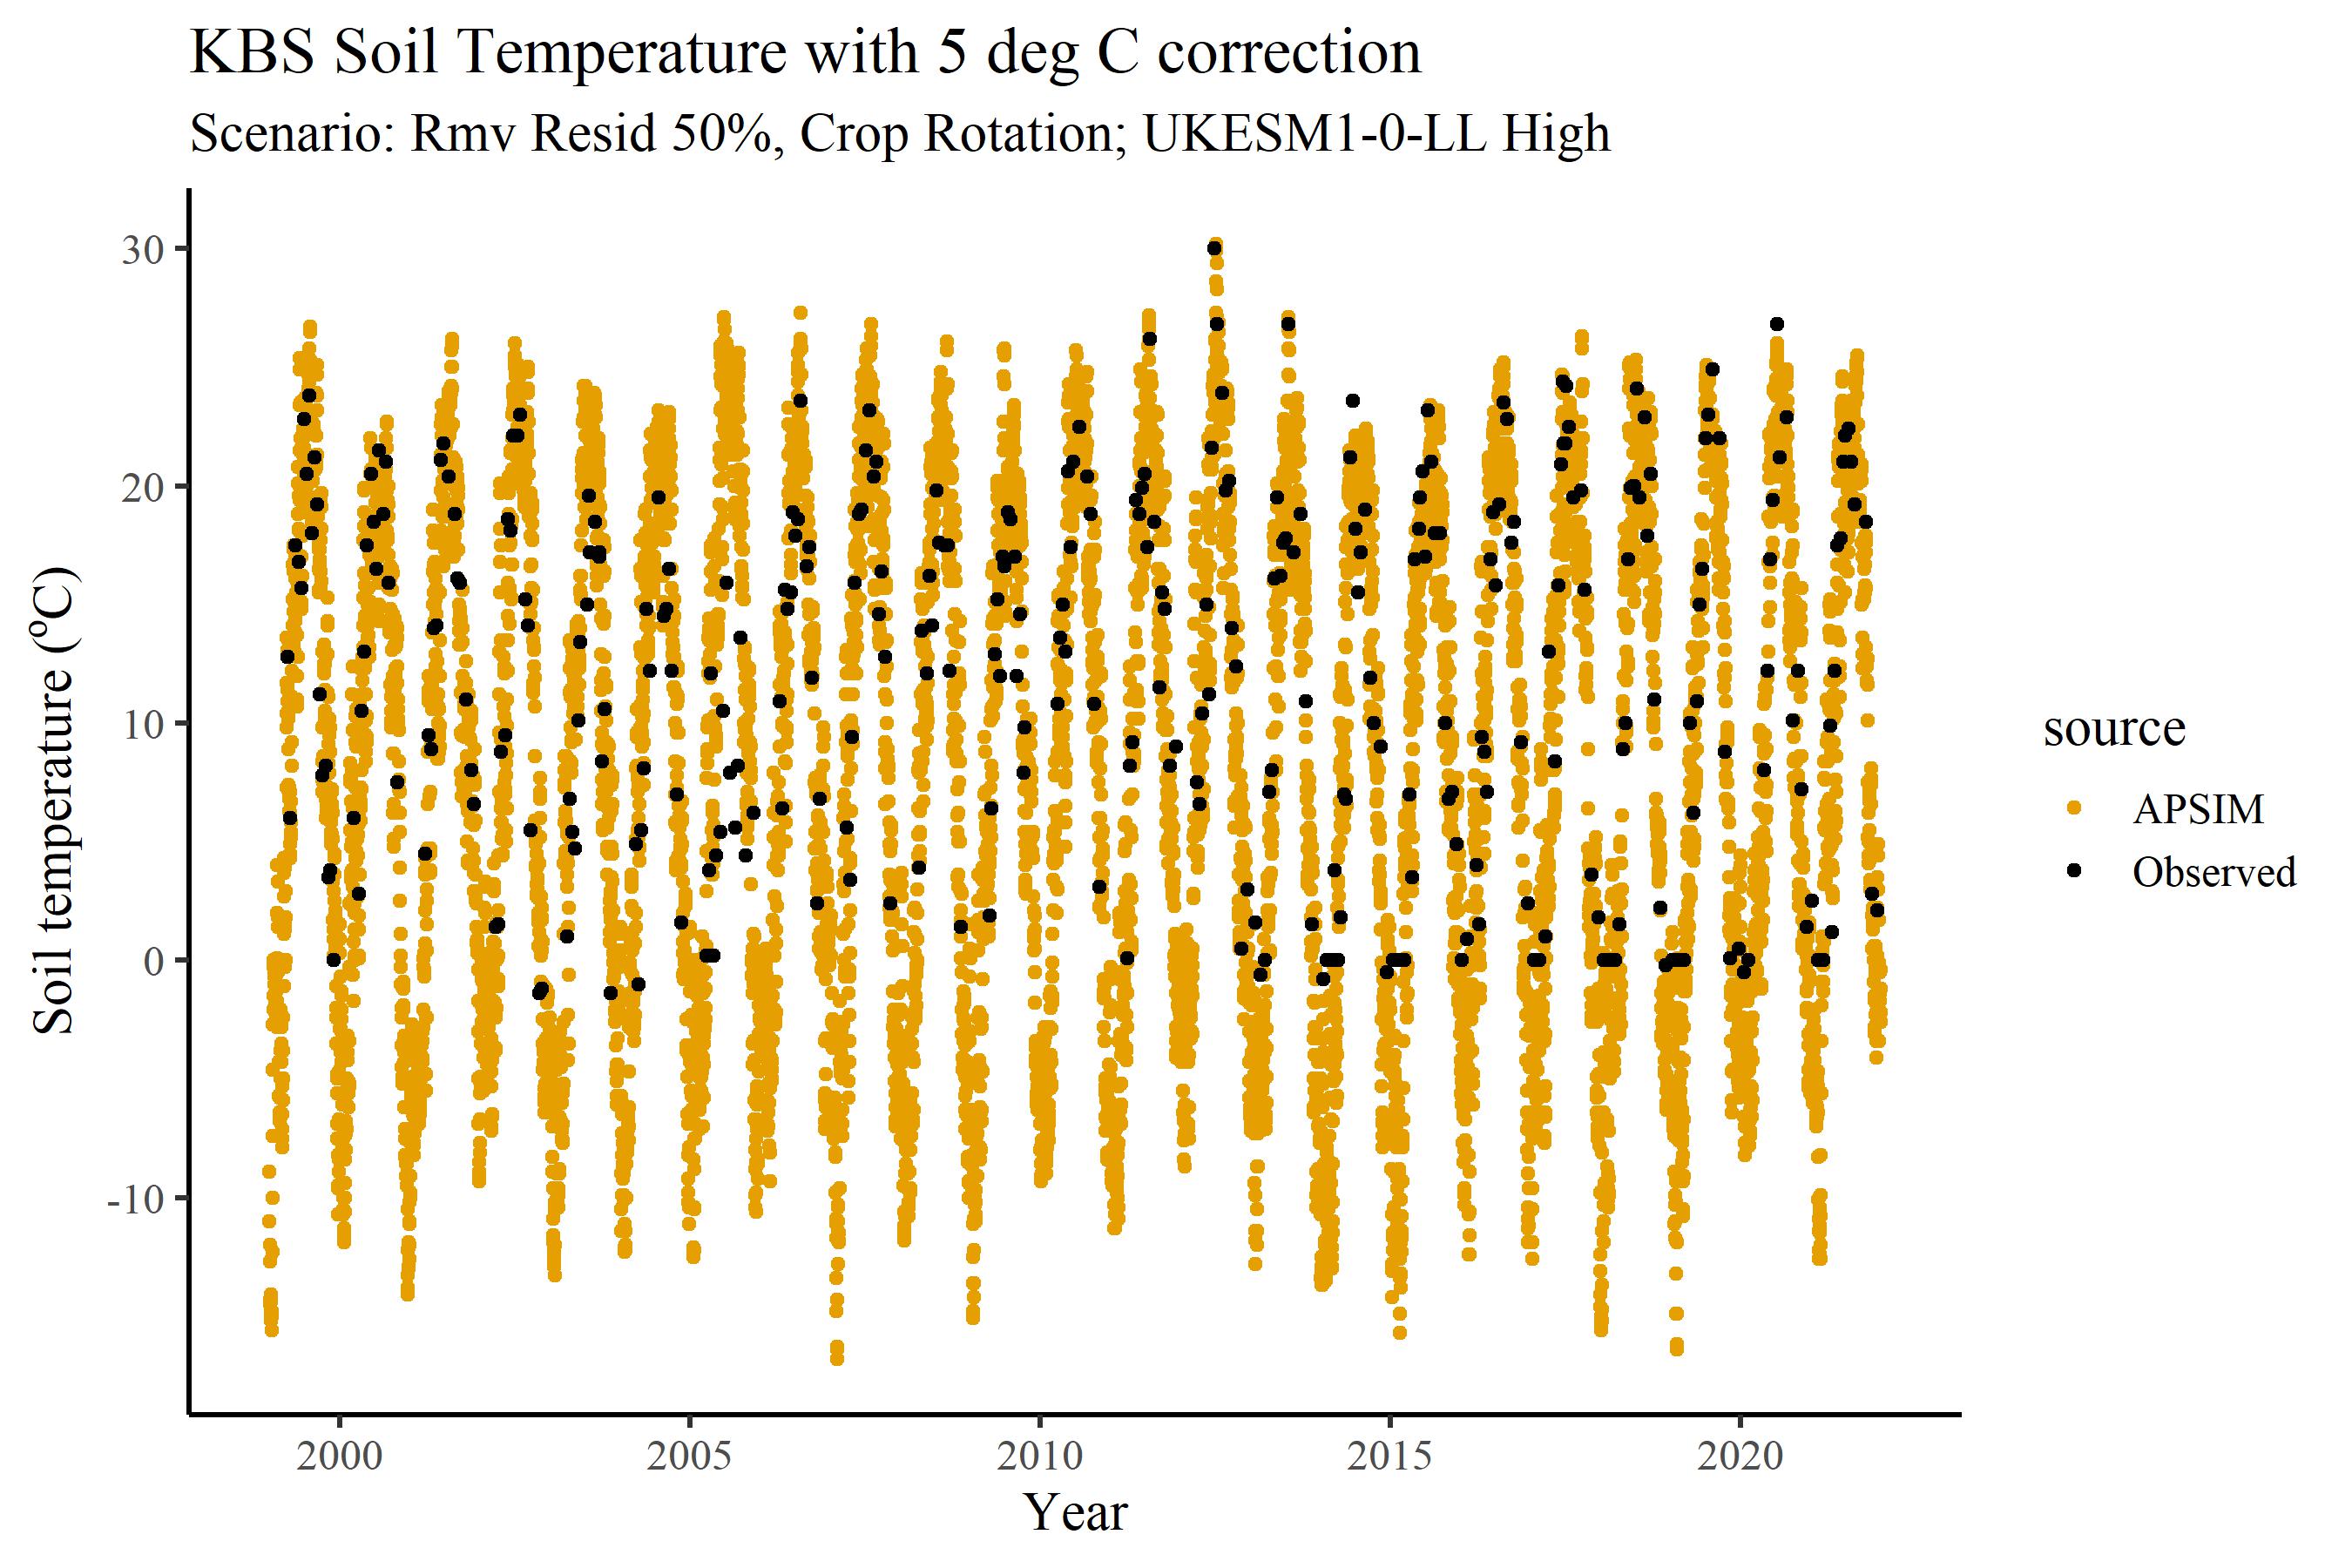 KBS Soil Temperature with 5 deg C correction
Scenario: Rmv Resid 50%, Crop Rotation; UKESM1-0-LL High
Soil temperature (ºC)
30
20
10
0
-10
2000
2005
2010
2015
2020
Year
source
APSIM
Observed